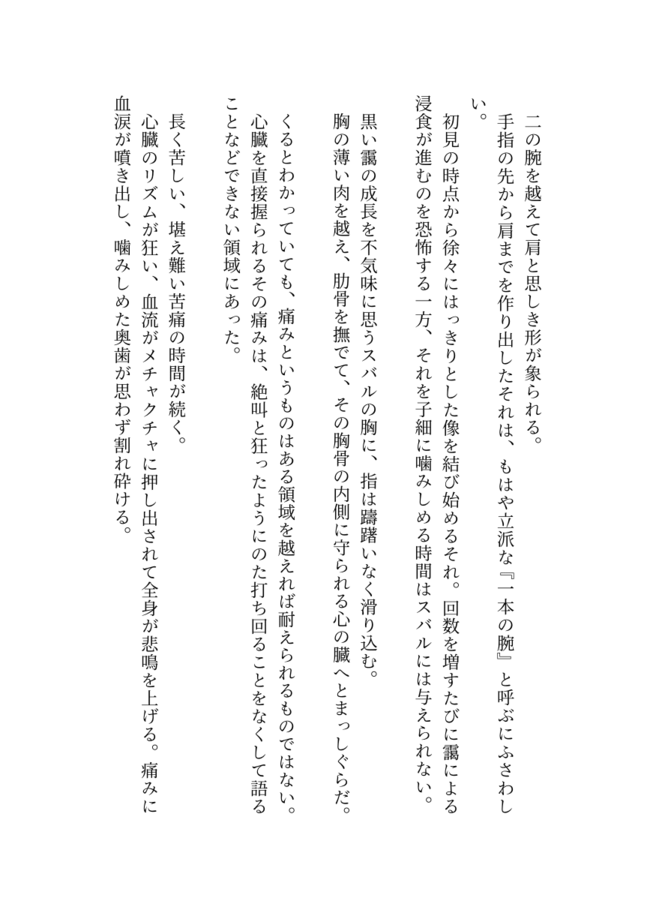 二の腕を越えて肩と思しき形が象られる。
手指の先から肩までを作り出したそれは、もはや立派な『一本の腕』と呼ぶにふさわし
い。
初見の時点から徐々にはっきりとした像を結び始めるそれ。回数を増すたびに靄による
浸食が進むのを恐怖する一方、それを子細に噛みしめる時間はスバルには与えられない。
黒い靄の成長を不気味に思うスバルの胸に、指は躊躇いなく滑り込む。
胸の薄い肉を越え、肋骨を撫でて、その胸骨の内側に守られる心の臓へとまっしぐらだ。
くるとわかっていても、痛みというものはある領域を越えれば耐えられるものではない。
心臓を直接握られるその痛みは、絶叫と狂ったようにのた打ち回ることをなくして語る
ことなどできない領域にあった。
長く苦しい、堪え難い苦痛の時間が続く。
心臓のリズムが狂い、血流がメチャクチャに押し出されて全身が悲鳴を上げる。痛みに
血涙が噴き出し、噛みしめた奥歯が思わず割れ砕ける。